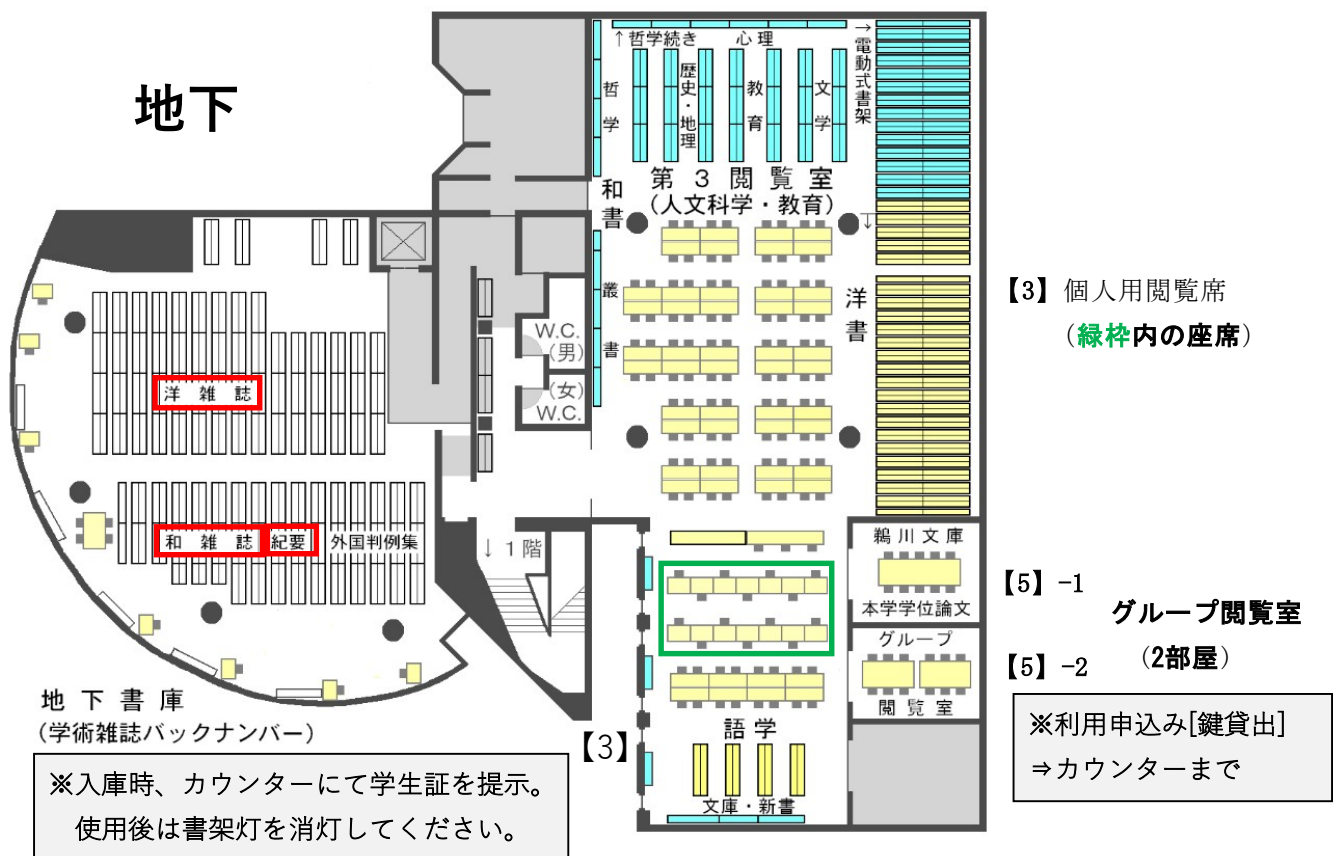 地下
↑哲学続き
心理
→電動式書架
哲学
歴史・地理
教育
文学
和書
第３閲覧室
(人文科学・教育)
↓
叢書
洋書
W.C.
(男)
(女)
W.C.
洋雑誌
和雑誌
紀要
外国判例集
↓１階
鵜川文庫
本学学位論文
グループ
閲覧室
語学
文庫・新書
地下書庫
(学術雑誌バックナンバー)
※入庫時、カウンターにて学生証を提示。
使用後は書架灯を消灯してください。
【3】
【3】個人用閲覧席
（緑枠内の座席）
【5】-1
グループ閲覧室
（2部屋）
【5】-2
※利用申込み[鍵貸出]
⇒カウンターまで